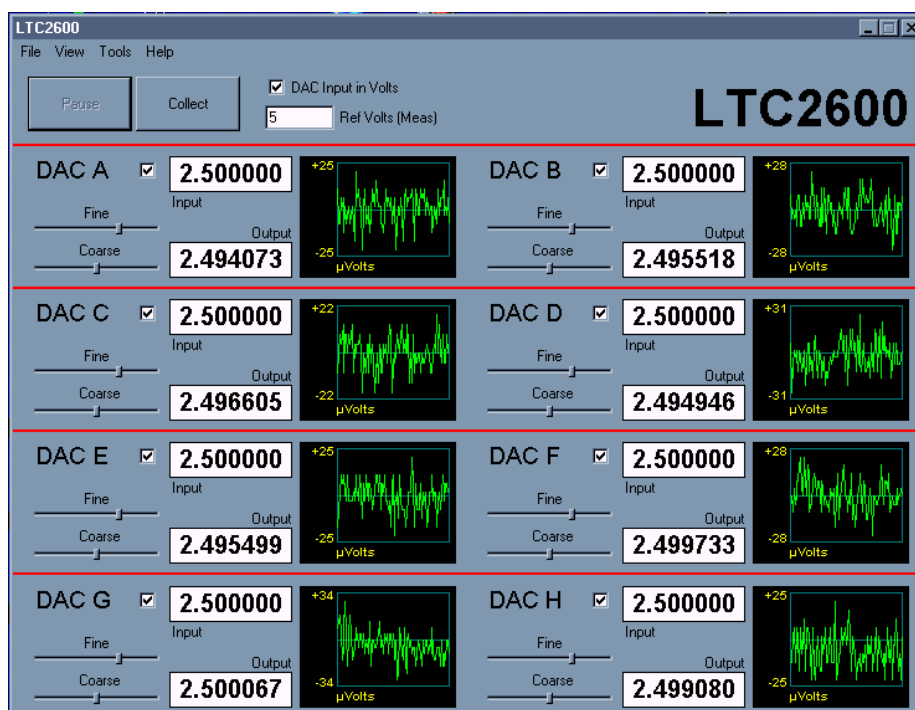 LTC2600
File View Tools Help
Pause Collect DAC Input in Volts
5 Ref Volts (Meas)
LTC2600
DAC A 2.500000 +25
Input
Fine
Output
Coarse 2.494073 -25
µVolts
DAC B 2.500000 +28
Input
Fine
Output
Coarse 2.495518 -28
µVolts
DAC C 2.500000 +22
Input
Fine
Output
Coarse 2.496605 -22
µVolts
DAC D 2.500000 +31
Input
Fine
Output
Coarse 2.494946 -31
µVolts
DAC E 2.500000 +25
Input
Fine
Output
Coarse 2.495499 -25
µVolts
DAC F 2.500000 +28
Input
Fine
Output
Coarse 2.499733 -28
µVolts
DAC G 2.500000 +34
Input
Fine
Output
Coarse 2.500067 -34
µVolts
DAC H 2.500000 +25
Input
Fine
Output
Coarse 2.499080 -25
µVolts